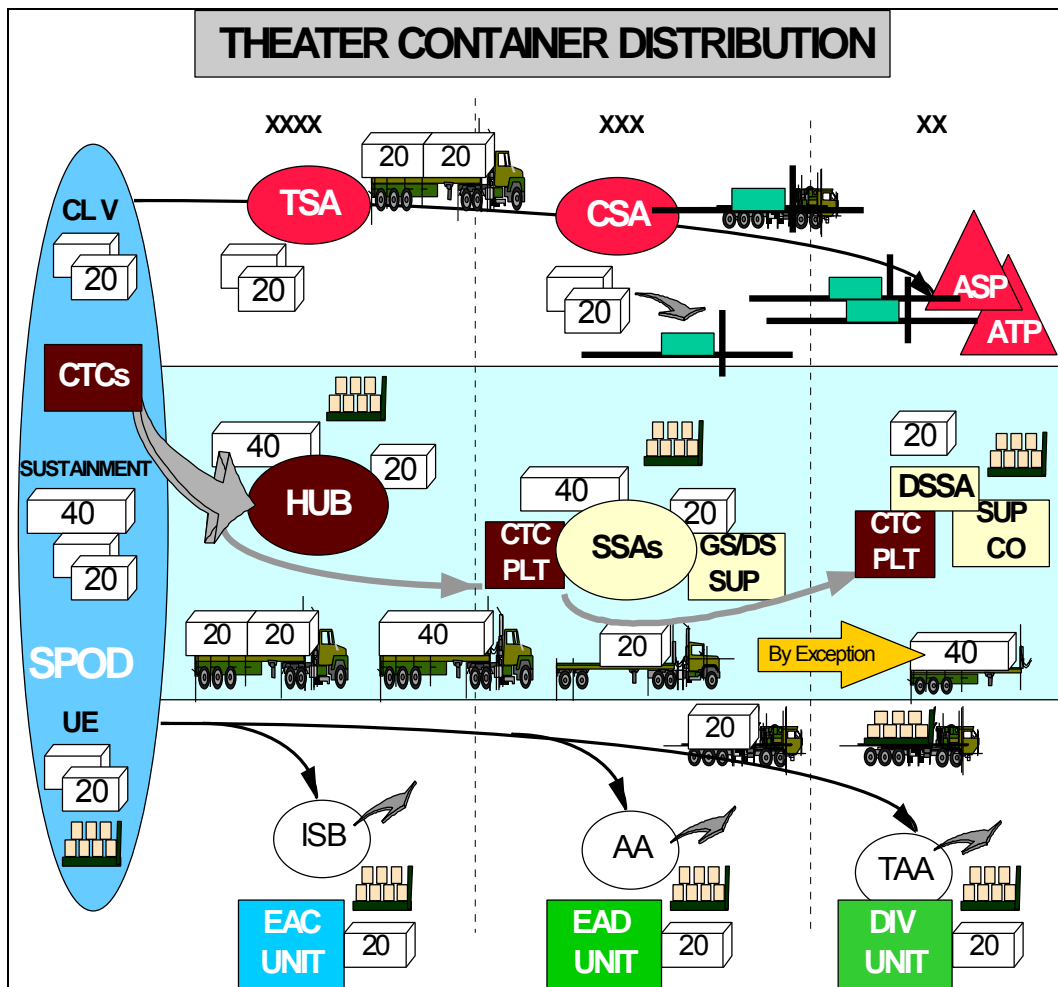 THEATER CONTAINER DISTRIBUTION
XXXX
XXX
XX
20 20
TSA
CSA
CL V
20
20
20
ASP
ATP
CTCs
40
20
HUB
20
DSSA
SUSTAINMENT
40
20
40
20
CTC
PLT
SSAs
GS/DS
SUP
CTC
PLT
SUP
CO
20 20
40
20
By Exception
40
SPOD
UE
20
20
ISB
AA
TAA
EAC
UNIT
20
EAD
UNIT
20
DIV
UNIT
20